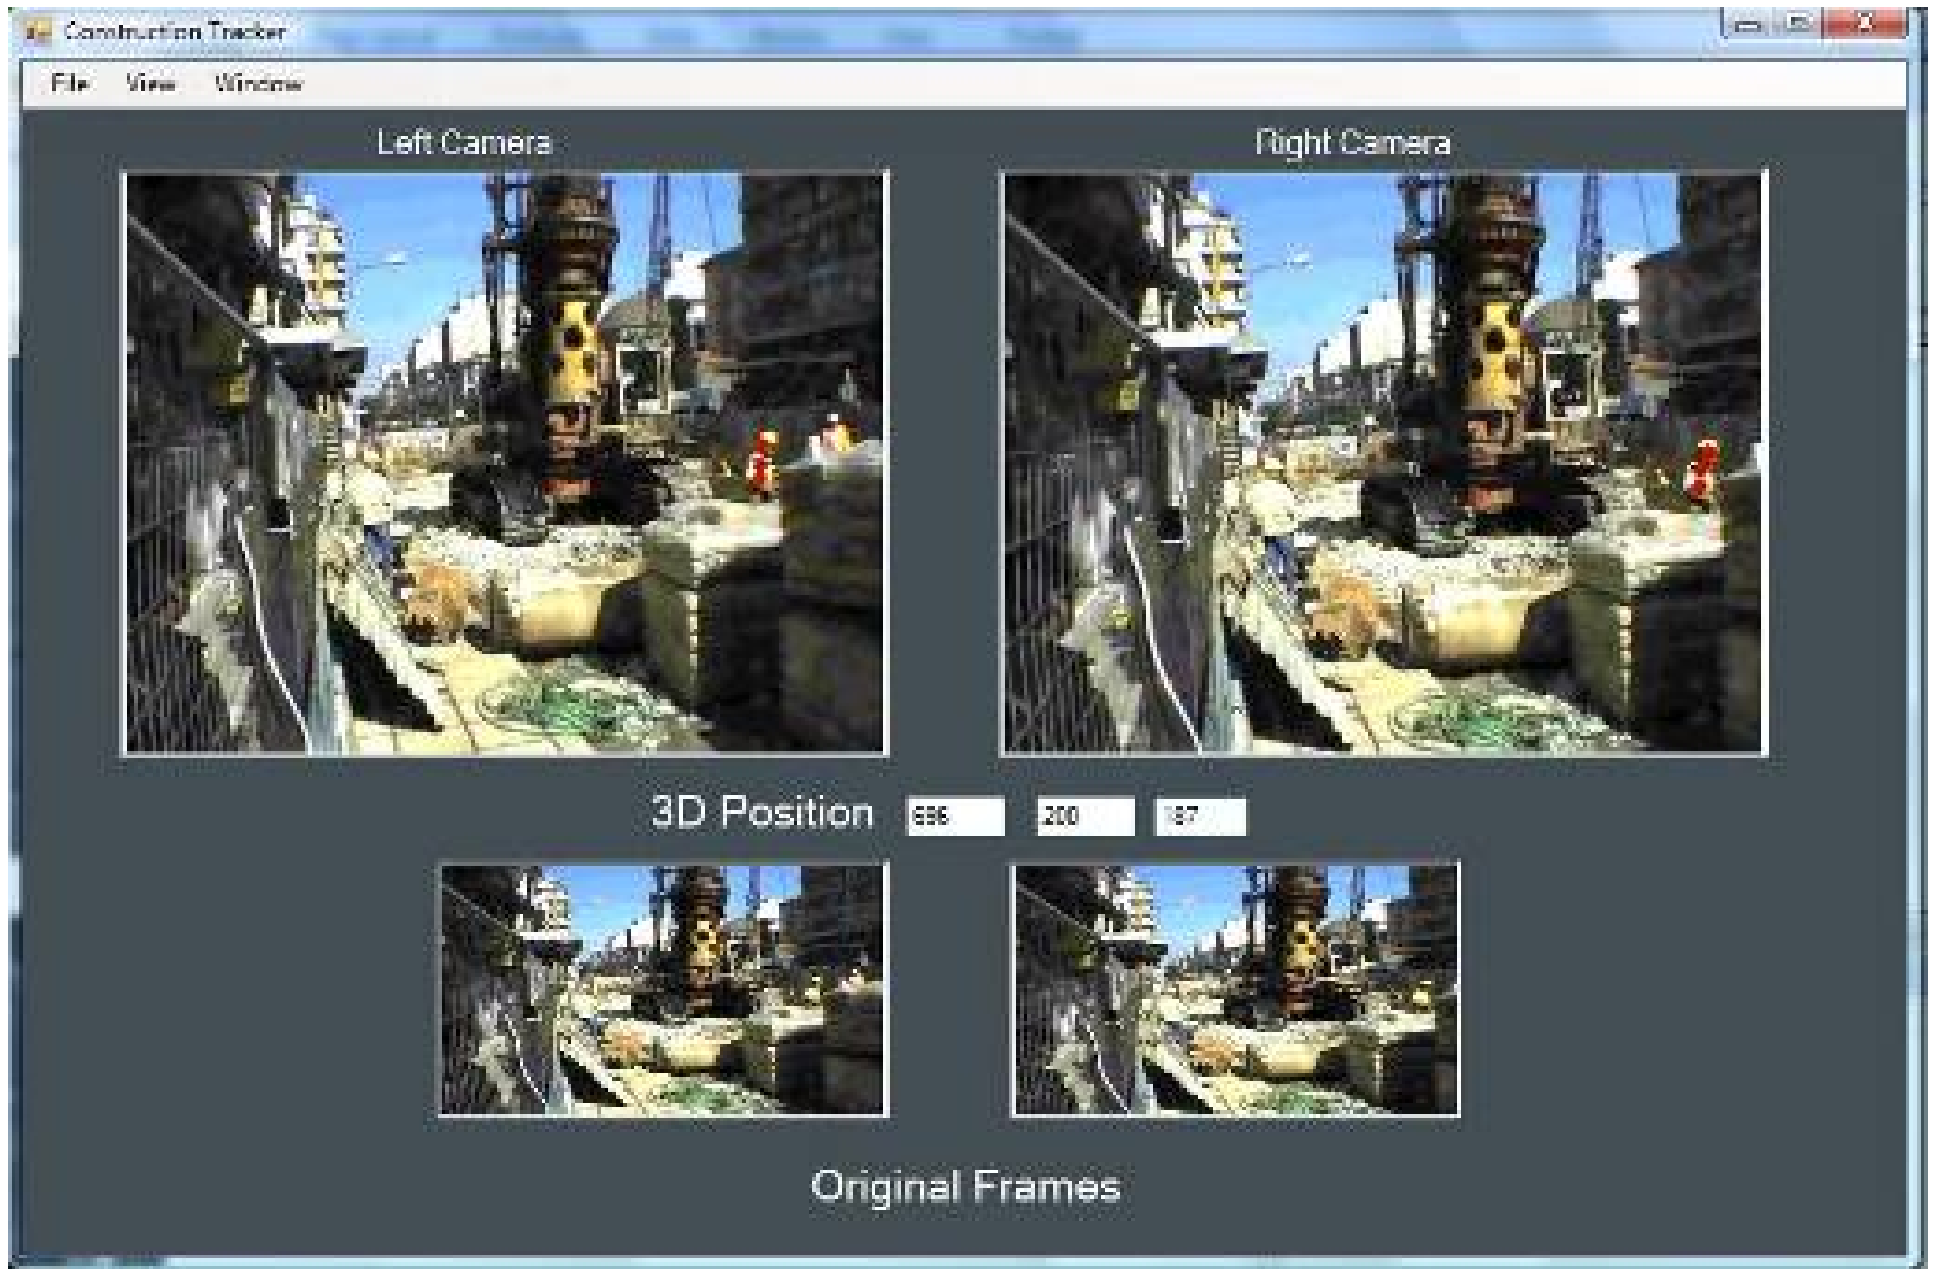 Construction Tracker
File View Window
Left Camera Right Camera
3D Position 200
Original Frames